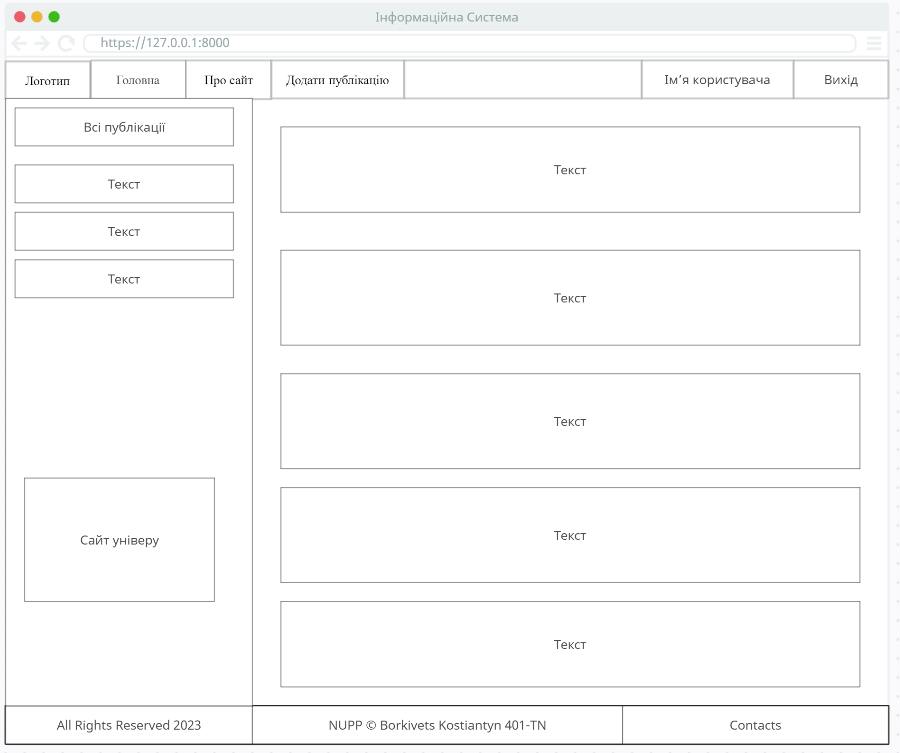 Інформаційна Система
https://127.0.0.1:8000
Логотип
Головна
Про сайт
Додати публікацію
Ім’я користувача
Вихід
Всі публікації
Текст
Текст
Текст
Сайт універу
Текст
Текст
Текст
Текст
Текст
All Rights Reserved 2023
NUPP © Borkivets Kostiantyn 401-TN
Contacts